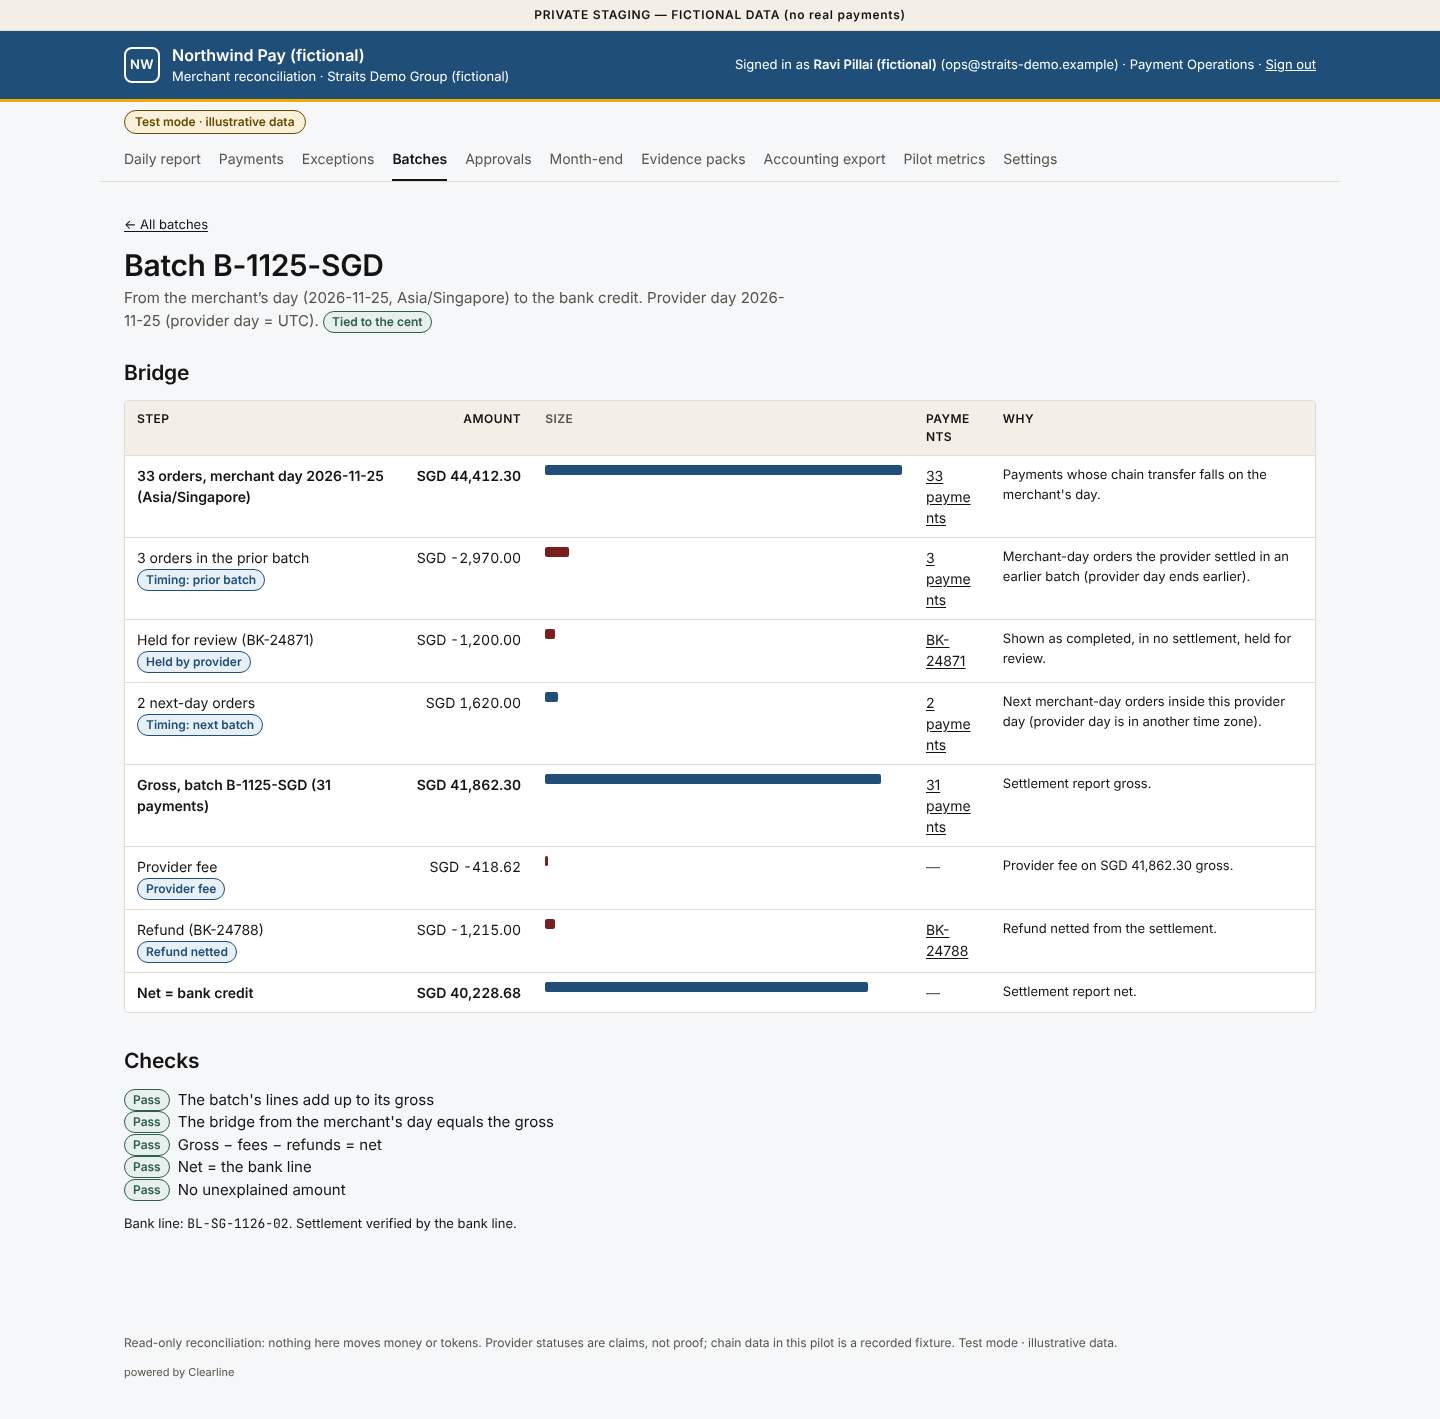 PRIVATE STAGING — FICTIONAL DATA (no real payments)
NW
Northwind Pay (fictional)
Merchant reconciliation · Straits Demo Group (fictional)
Signed in as Ravi Pillai (fictional) (ops@straits-demo.example) · Payment Operations · Sign out
Test mode · illustrative data
Daily report Payments Exceptions Batches Approvals Month-end Evidence packs Accounting export Pilot metrics Settings
← All batches
Batch B-1125-SGD
From the merchant’s day (2026-11-25, Asia/Singapore) to the bank credit. Provider day 2026-
11-25 (provider day = UTC). Tied to the cent
Bridge
STEP AMOUNT SIZE PAYME
NTS WHY
33 orders, merchant day 2026-11-25
(Asia/Singapore)
SGD 44,412.30
33
payme
nts
Payments whose chain transfer falls on the
merchant's day.
3 orders in the prior batch
Timing: prior batch
SGD -2,970.00
3
payme
nts
Merchant-day orders the provider settled in an
earlier batch (provider day ends earlier).
Held for review (BK-24871)
Held by provider
SGD -1,200.00
BK-
24871
Shown as completed, in no settlement, held for
review.
2 next-day orders
Timing: next batch
SGD 1,620.00
2
payme
nts
Next merchant-day orders inside this provider
day (provider day is in another time zone).
Gross, batch B-1125-SGD (31
payments)
SGD 41,862.30
31
payme
nts
Settlement report gross.
Provider fee
Provider fee
SGD -418.62
—
Provider fee on SGD 41,862.30 gross.
Refund (BK-24788)
Refund netted
SGD -1,215.00
BK-
24788
Refund netted from the settlement.
Net = bank credit
SGD 40,228.68
—
Settlement report net.
Checks
Pass The batch's lines add up to its gross
Pass The bridge from the merchant's day equals the gross
Pass Gross − fees − refunds = net
Pass Net = the bank line
Pass No unexplained amount
Bank line: BL-SG-1126-02. Settlement verified by the bank line.
Read-only reconciliation: nothing here moves money or tokens. Provider statuses are claims, not proof; chain data in this pilot is a recorded fixture. Test mode · illustrative data.
powered by Clearline